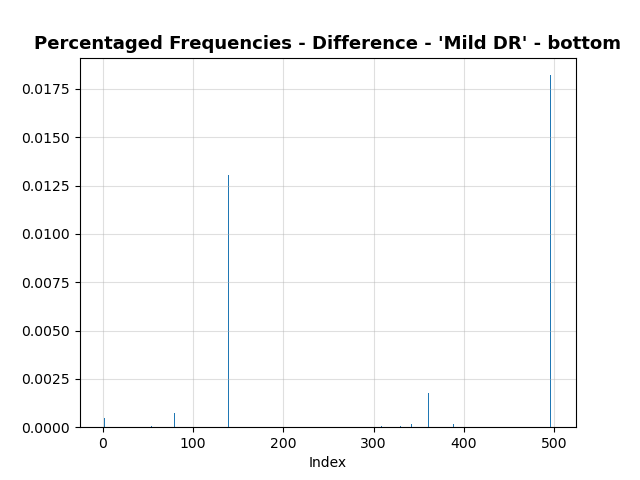 Percentaged Frequencies - Difference - 'Mild DR' - bottom
0.0175
0.0150
0.0125
0.0100
0.0075
0.0050
0.0025
0.0000
0 100 200 300 400 500
Index